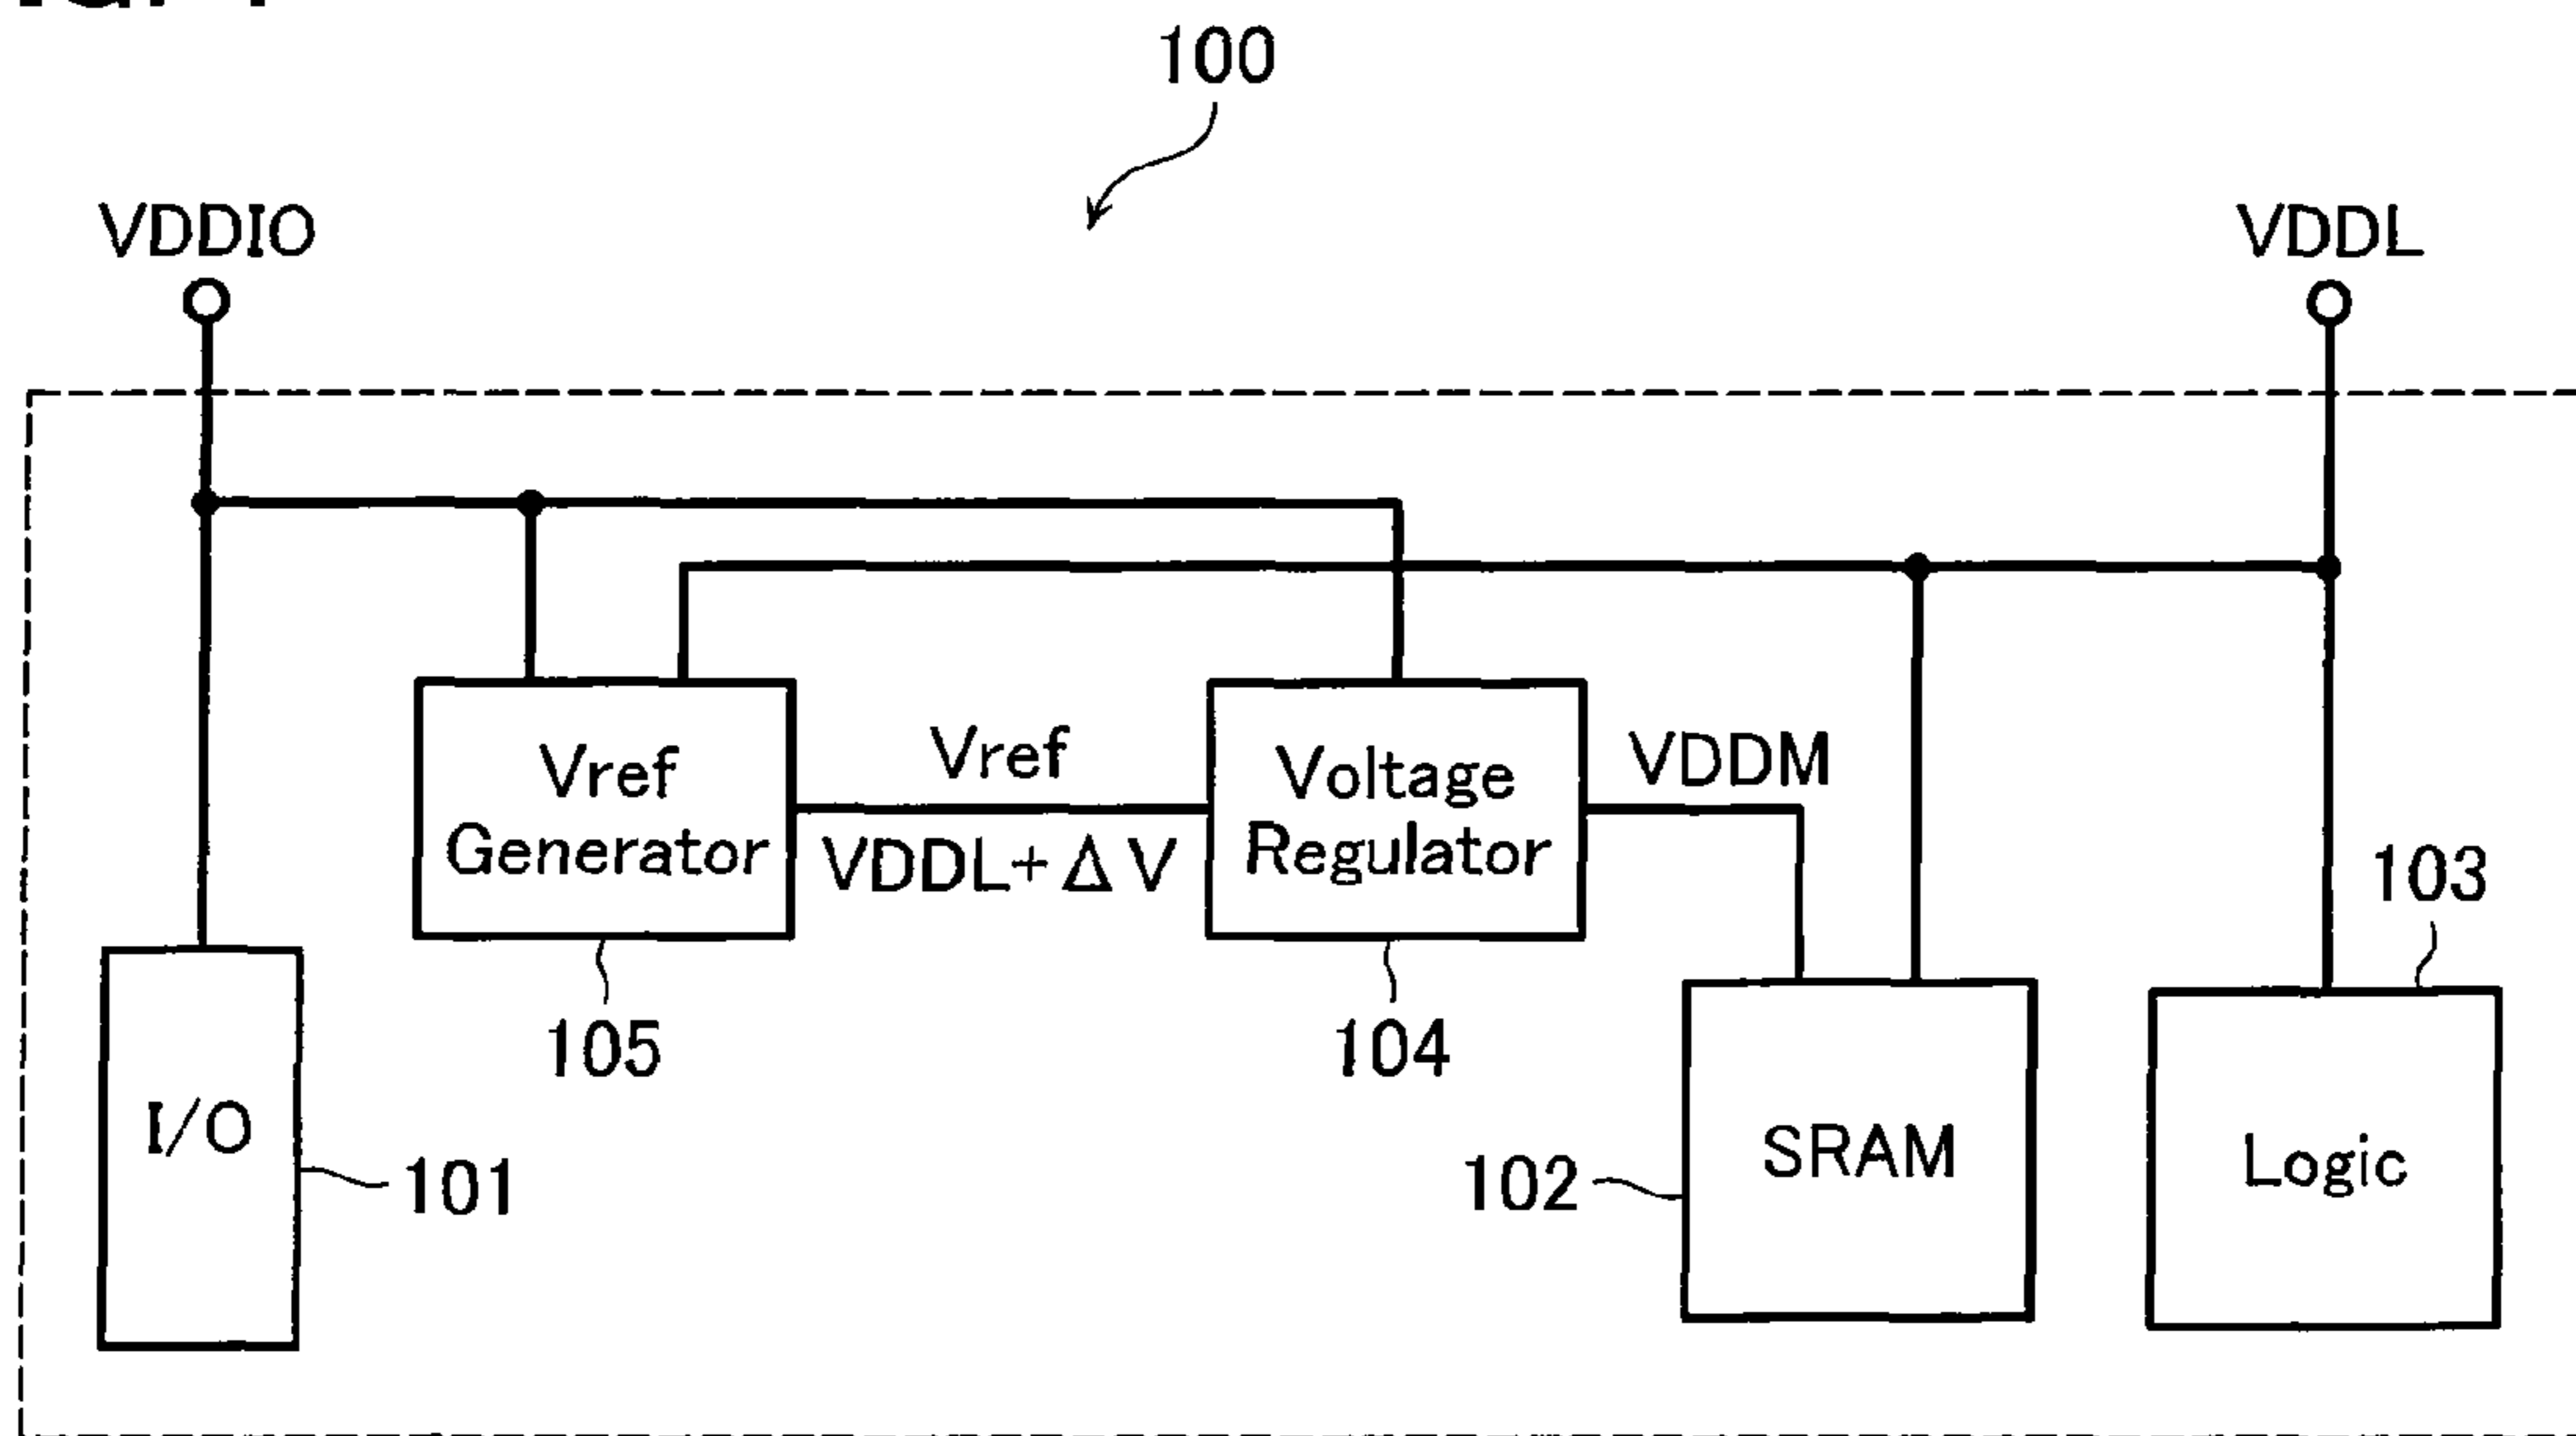 100
VDDIO
VDDL
Vref
Generator
Vref
VDDL+ΔV
Voltage
Regulator
VDDM
103
105
104
I/O
101
102
SRAM
Logic